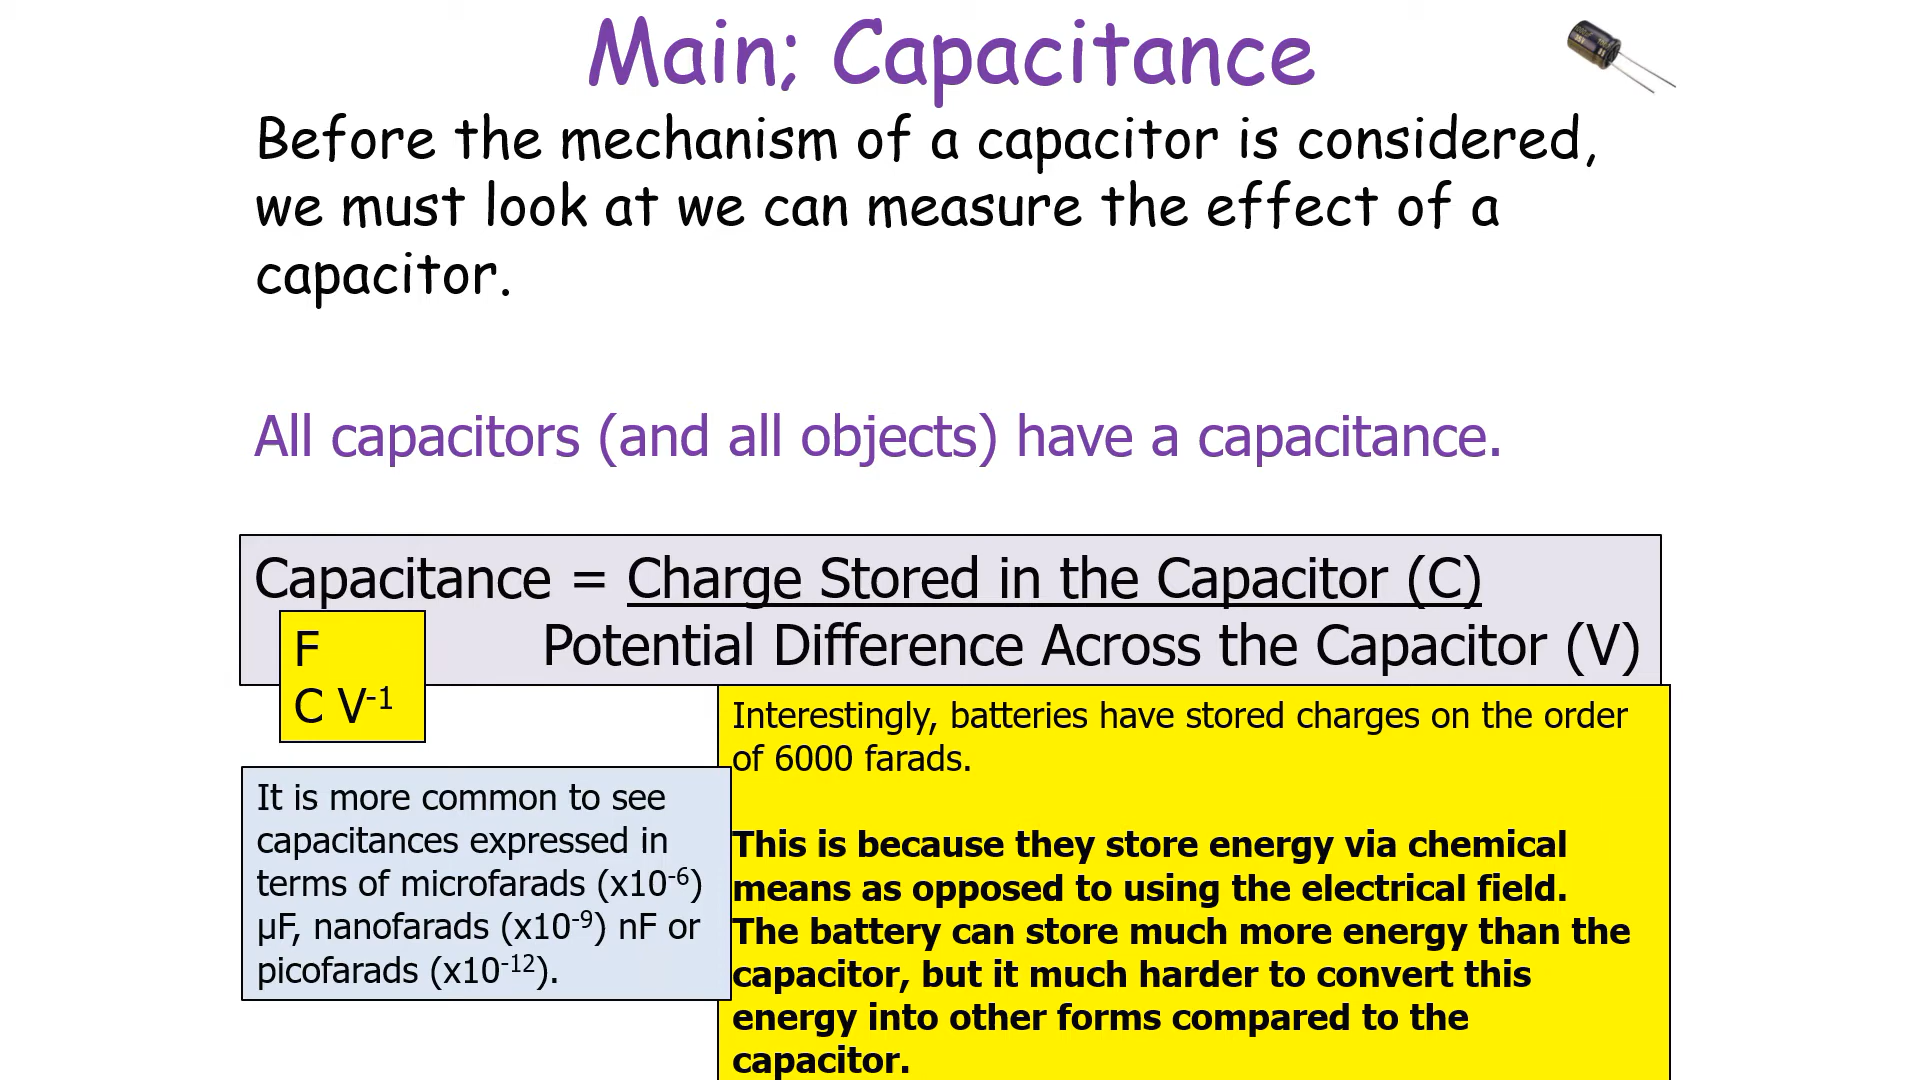 Main; Capacitance
Before the mechanism of a capacitor is considered,
we must look at we can measure the effect of a
capacitor.
All capacitors (and all objects) have a capacitance.
Capacitance = Charge Stored in the Capacitor (C)
Potential Difference Across the Capacitor (V)
F
C V⁻¹
It is more common to see
capacitances expressed in
terms of microfarads (x10⁻⁶)
µF, nanofarads (x10⁻⁹) nF or
picofarads (x10⁻¹²).
Interestingly, batteries have stored charges on the order
of 6000 farads.
This is because they store energy via chemical
means as opposed to using the electrical field.
The battery can store much more energy than the
capacitor, but it much harder to convert this
energy into other forms compared to the
capacitor.